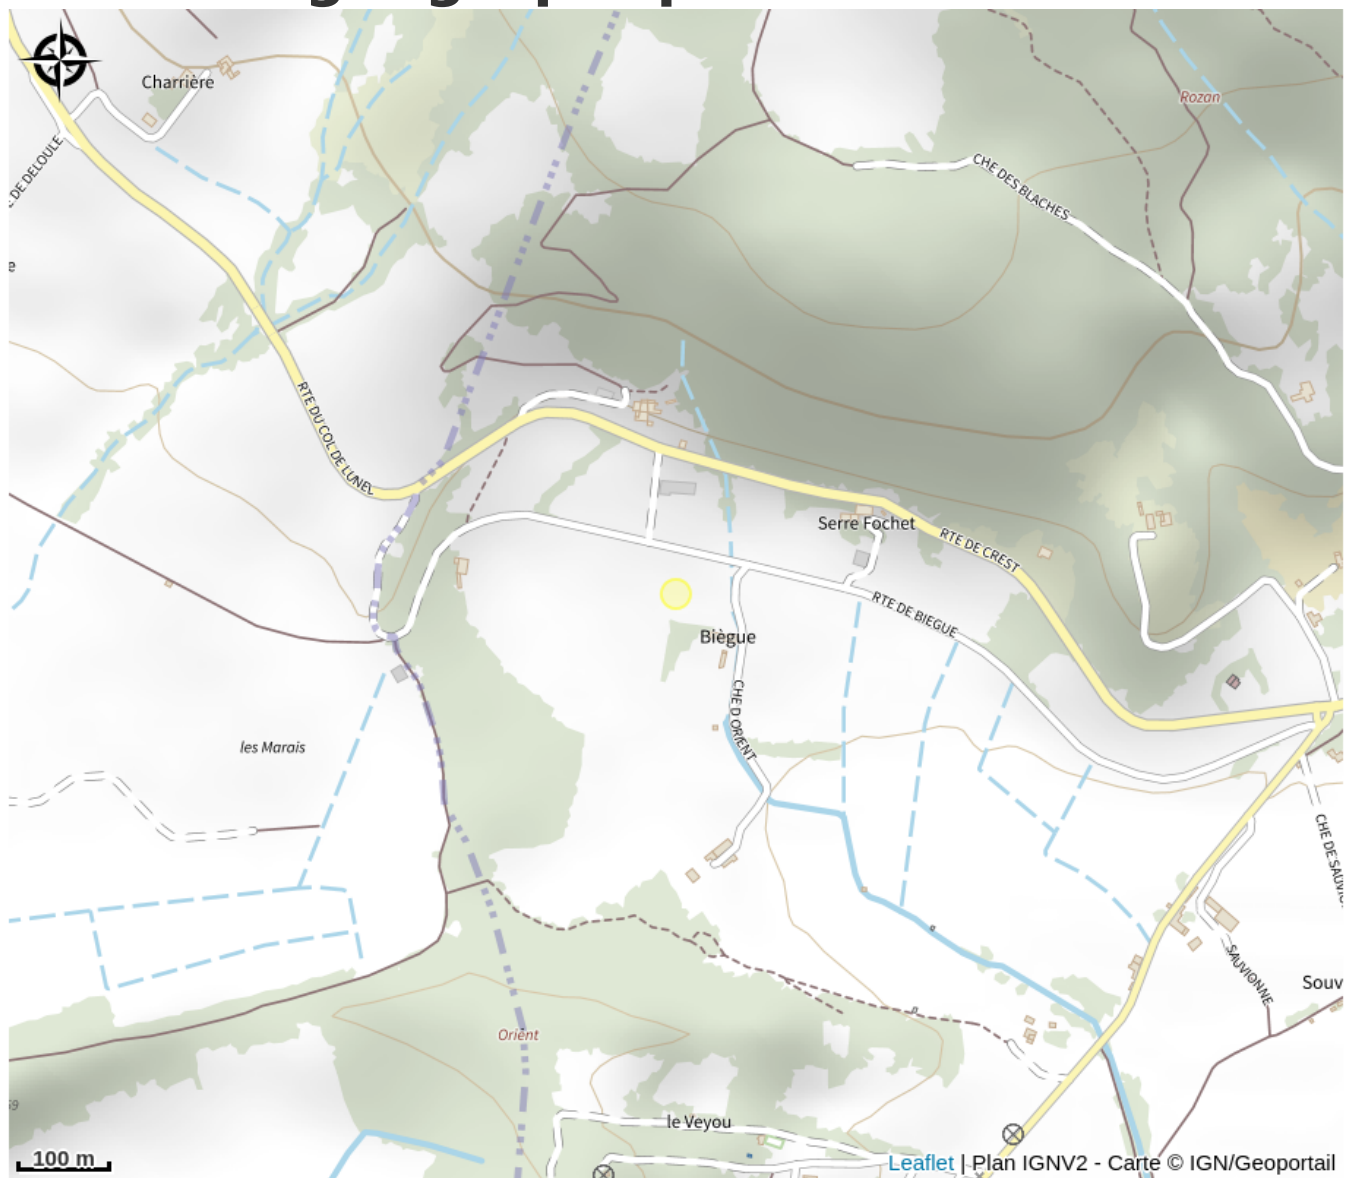 Charrière
Rozan
CHE DES BLACHES
E DE DELOULE
e
RTE DU COL DE LUNEL
Serre Fochet
RTE DE CREST
RTE DE BIEGUE
Biègue
CHE D ORIENT
les Marais
CHE DE SAUVIO
SAUVIONNE
Souv
Orient
59
le Veyou
100 m
Leaflet | Plan IGNV2 - Carte © IGN/Geoportail